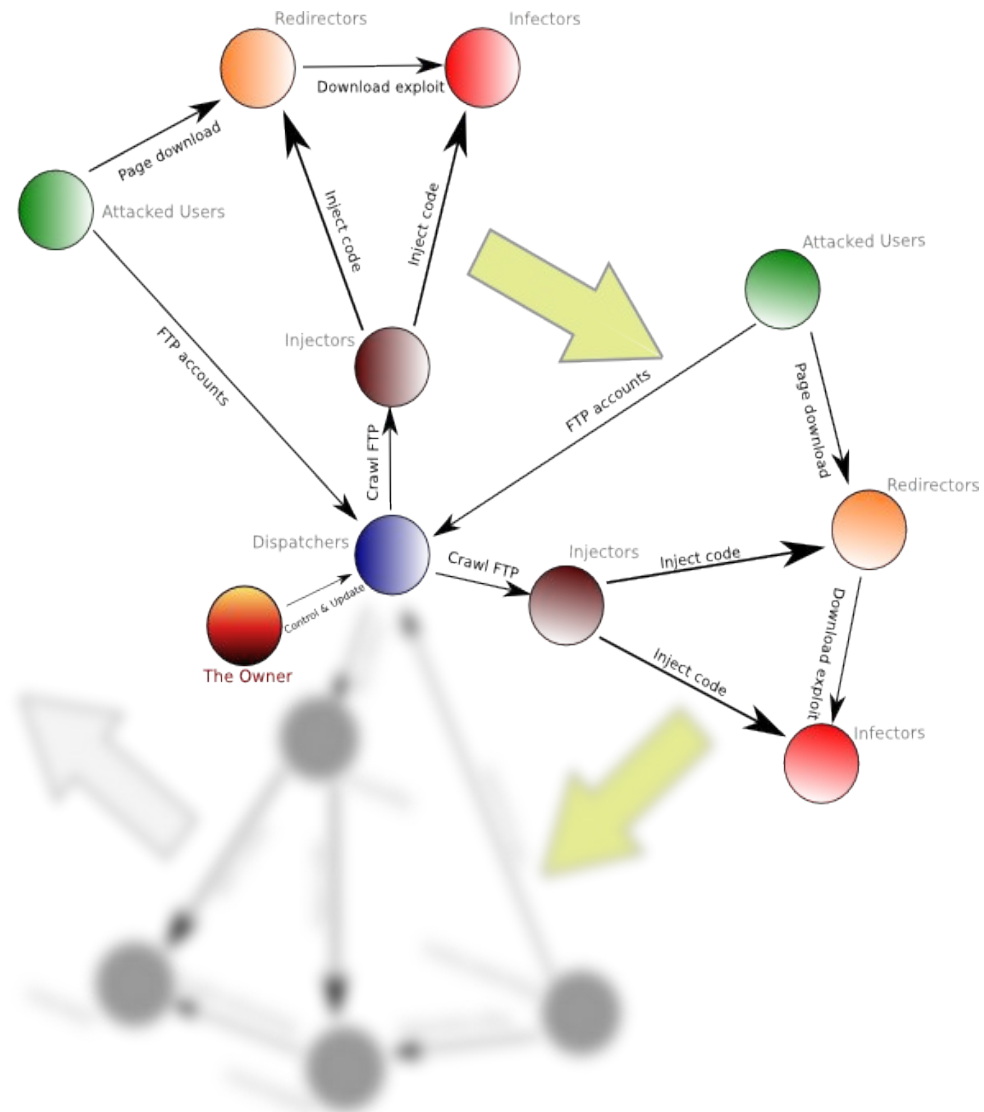 Redirectors
Infectors
Download exploit
Page download
Attacked Users
Inject code
Inject code
Attacked Users
Injectors
FTP accounts
FTP accounts
Page download
Crawl FTP
Redirectors
Dispatchers
Crawl FTP
Injectors
Inject code
Control & Update
The Owner
Inject code
Download exploit
Infectors